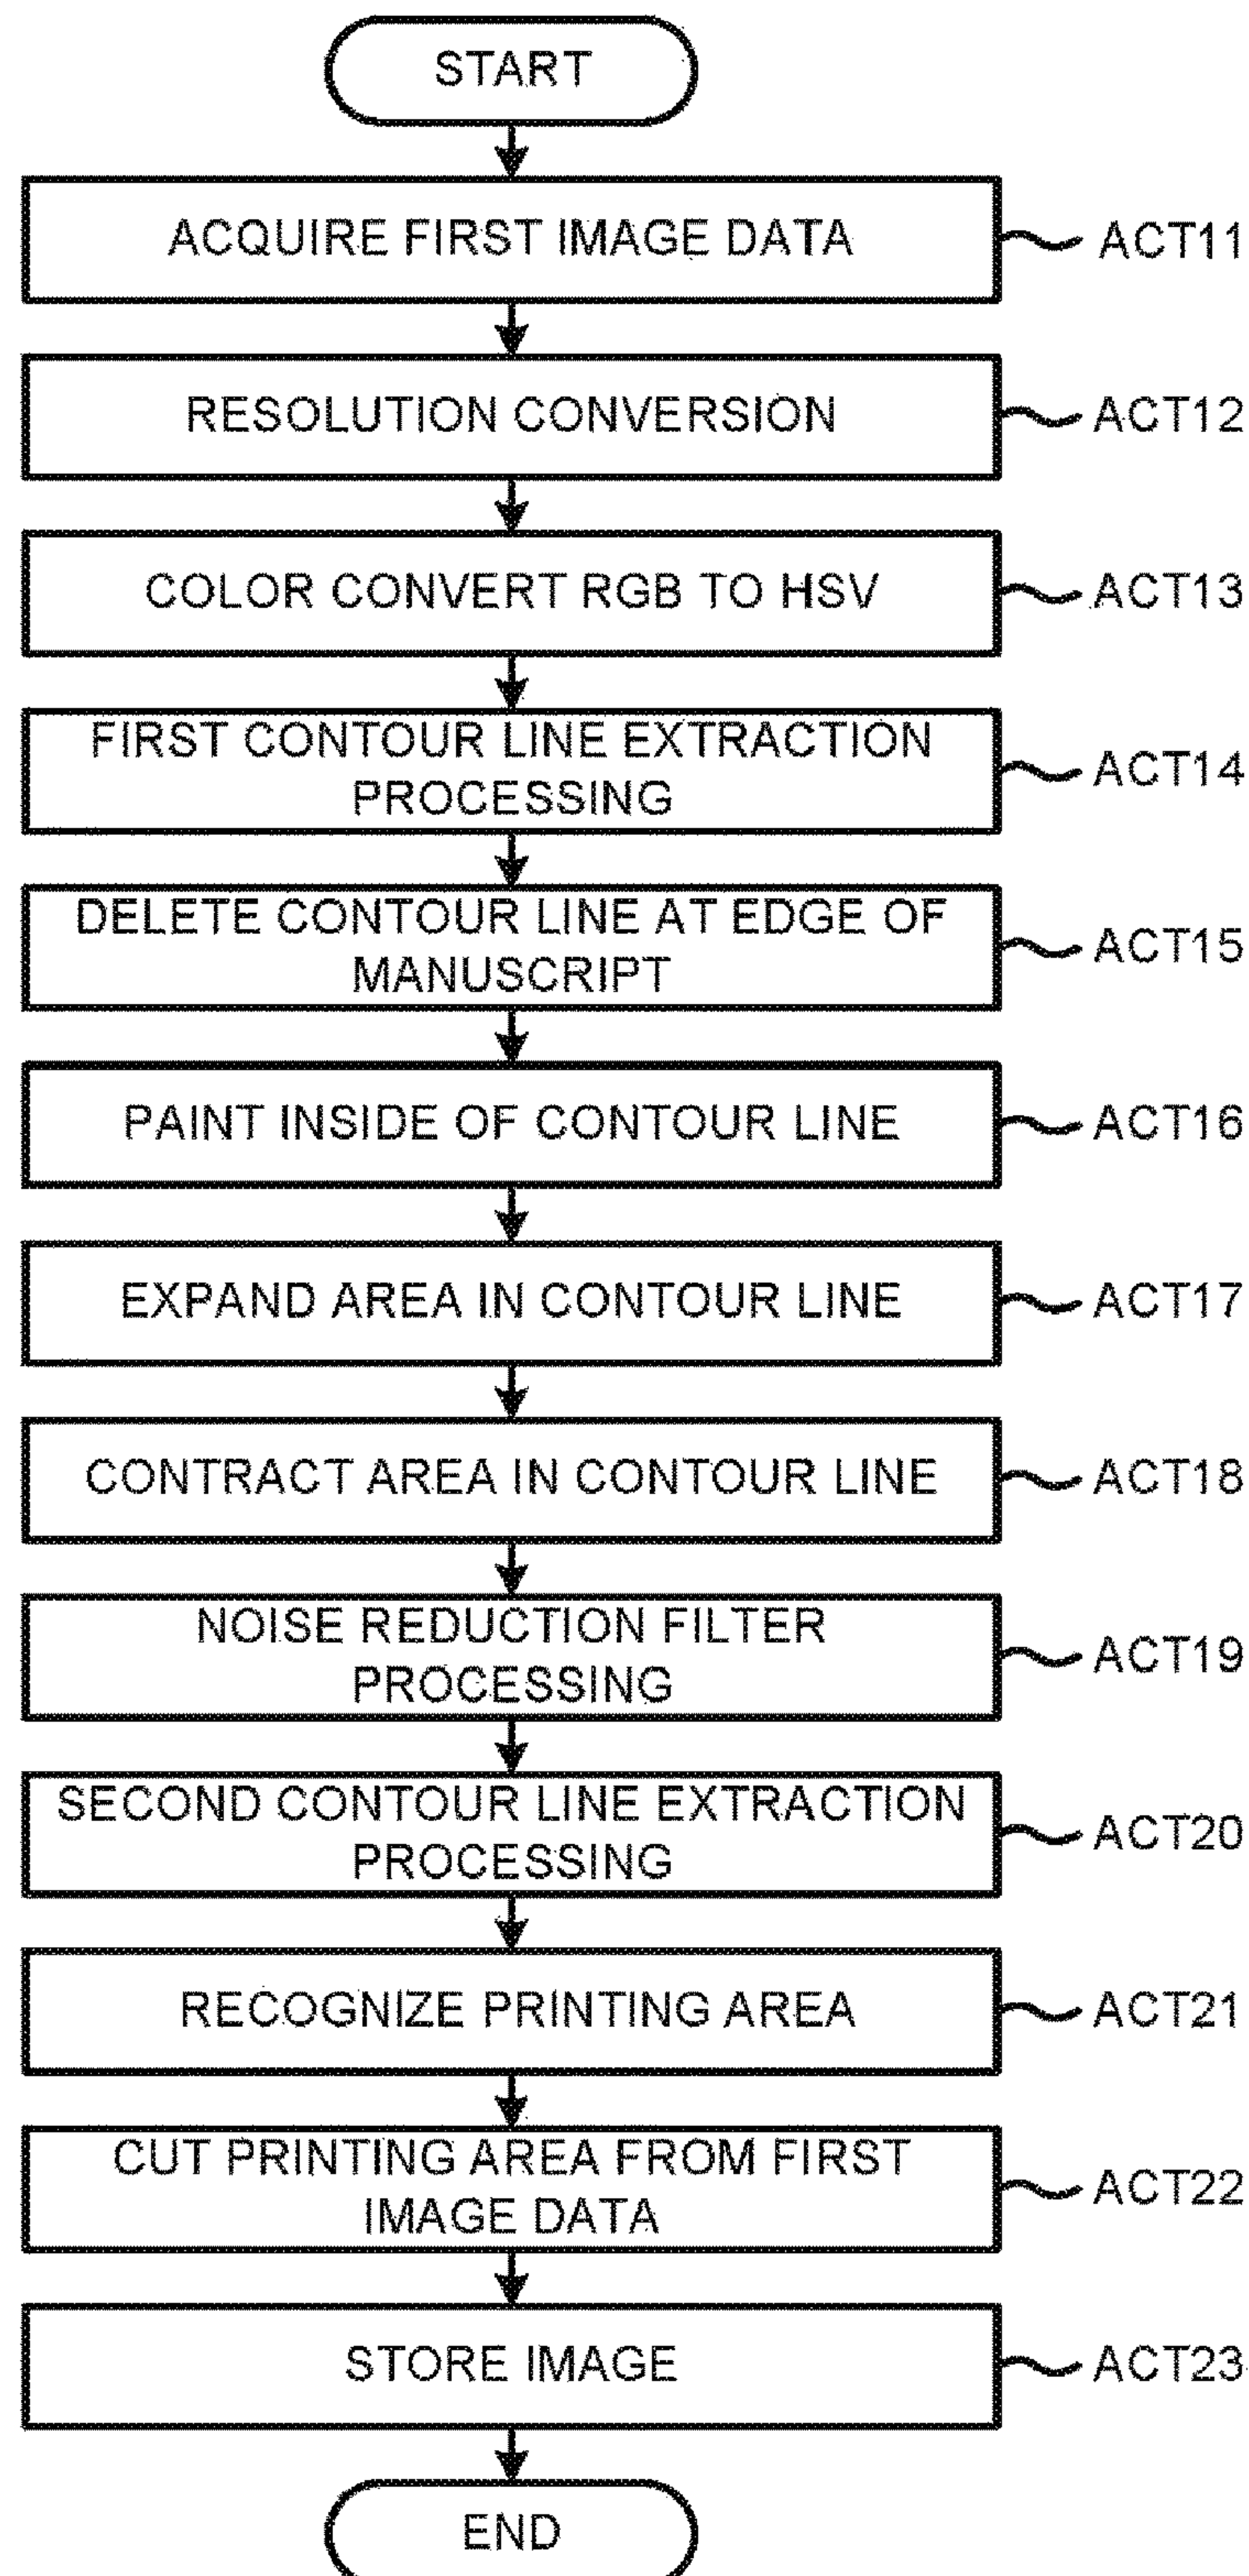 START
ACQUIRE FIRST IMAGE DATA
ACT11
RESOLUTION CONVERSION
ACT12
COLOR CONVERT RGB TO HSV
ACT13
FIRST CONTOUR LINE EXTRACTION
PROCESSING
ACT14
DELETE CONTOUR LINE AT EDGE OF
MANUSCRIPT
ACT15
PAINT INSIDE OF CONTOUR LINE
ACT16
EXPAND AREA IN CONTOUR LINE
ACT17
CONTRACT AREA IN CONTOUR LINE
ACT18
NOISE REDUCTION FILTER
PROCESSING
ACT19
SECOND CONTOUR LINE EXTRACTION
PROCESSING
ACT20
RECOGNIZE PRINTING AREA
ACT21
CUT PRINTING AREA FROM FIRST
IMAGE DATA
ACT22
STORE IMAGE
ACT23
END